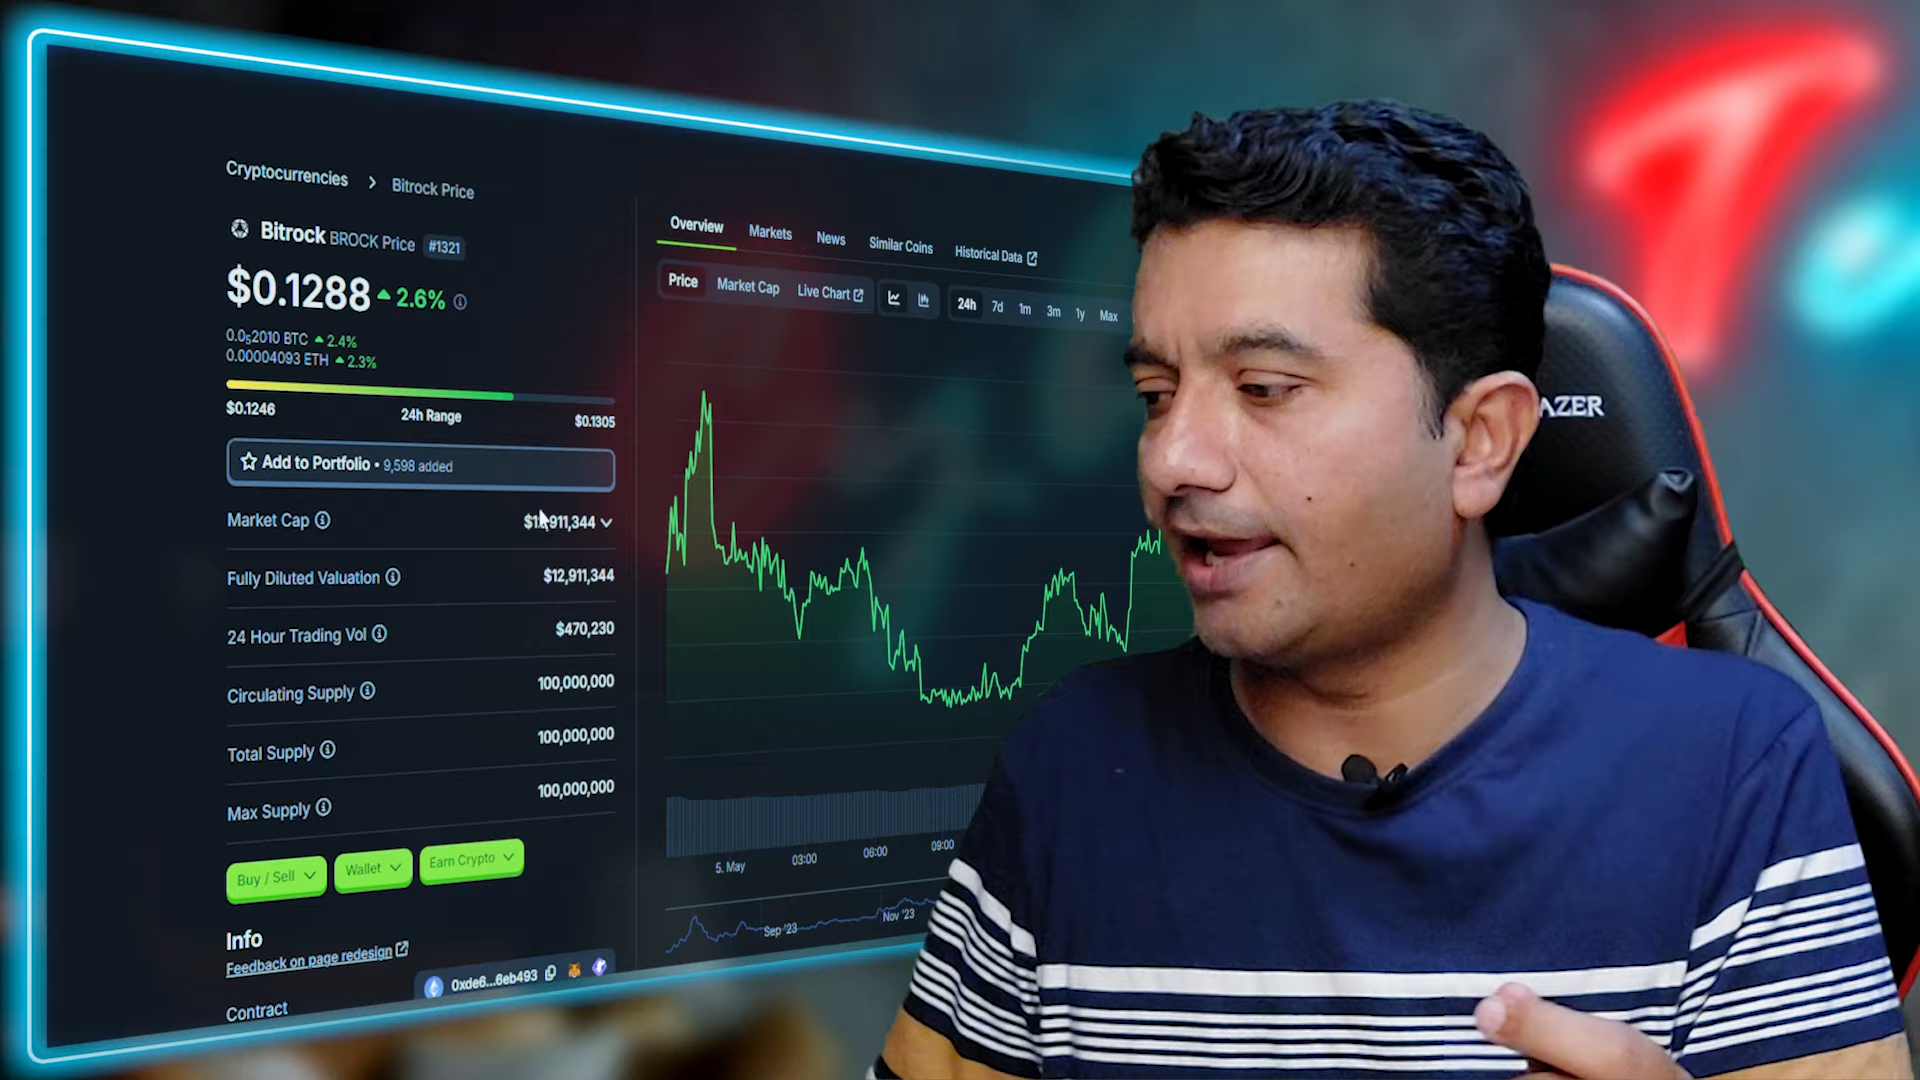 Cryptocurrencies > Bitrock Price
Bitrock BROCK Price #1321
$0.1288 2.6%
0.0₅2010 BTC 2.4%
0.00004093 ETH 2.3%
$0.1246 24h Range $0.1305
Add to Portfolio • 9,598 added
Market Cap
Fully Diluted Valuation $12,911,344
24 Hour Trading Vol $470,230
Circulating Supply 100,000,000
Total Supply 100,000,000
Max Supply 100,000,000
Buy / Sell Wallet Earn Crypto
Info
Feedback on page redesign
Contract 0xde6...6eb493
Overview Markets News Similar Coins Historical Data
Price Market Cap Live Chart 24h 7d 1m 3m 1y Max
5. May 03:00 06:00 09:00
Sep '23 Nov '23
AZER